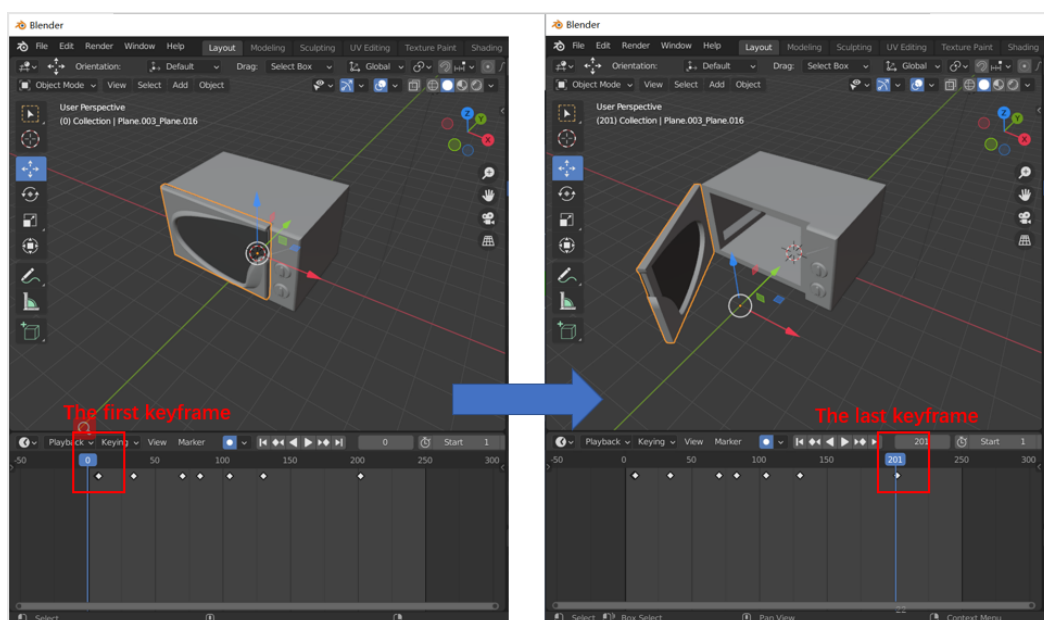 Blender
File Edit Render Window Help Layout Modeling Sculpting UV Editing Texture Paint Shading
Orientation: Default Drag: Select Box Global
Object Mode View Select Add Object
User Perspective
(0) Collection | Plane.003_Plane.016
Z
Y
X
The first keyframe
Playback Keying View Marker 0 Start 1
-50 0 50 100 150 200 250 300
Select
Blender
File Edit Render Window Help Layout Modeling Sculpting UV Editing Texture Paint Shading
Orientation: Default Drag: Select Box Global
Object Mode View Select Add Object
User Perspective
(201) Collection | Plane.003_Plane.016
Z
Y
X
The last keyframe
Playback Keying View Marker 201 Start 1
-50 0 50 100 150 201 250 300
22
Select Box Select Pan View Context Menu